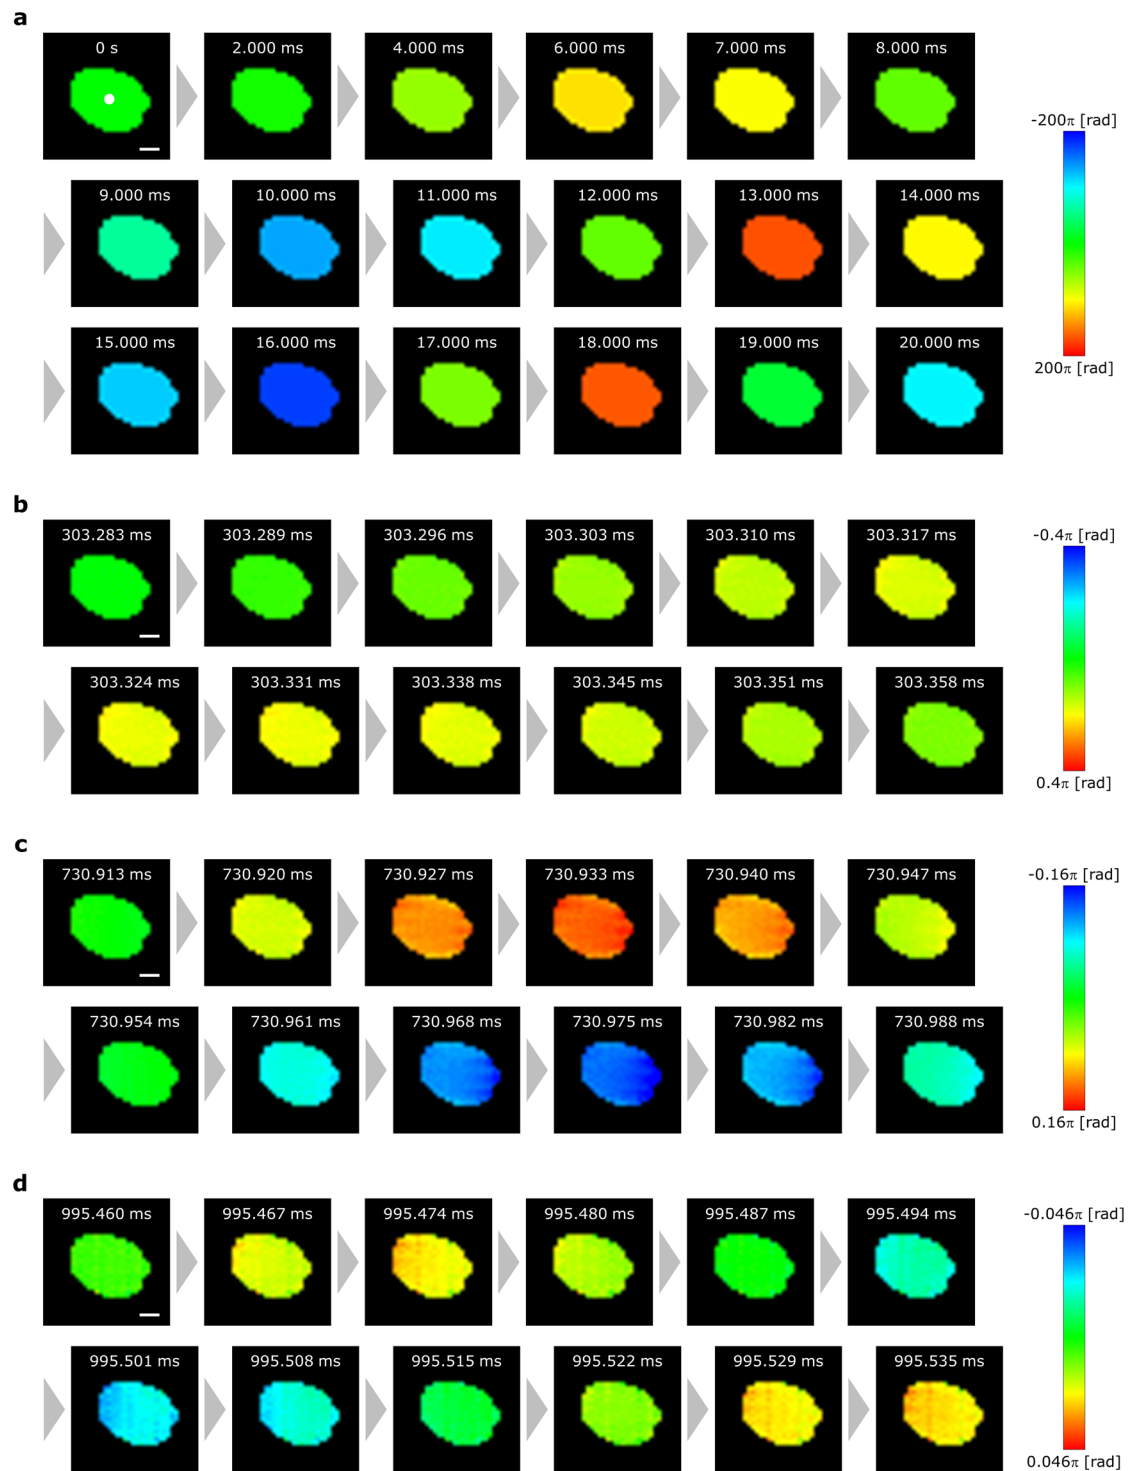 a
0 s 2.000 ms 4.000 ms 6.000 ms 7.000 ms 8.000 ms
-200π [rad]
9.000 ms 10.000 ms 11.000 ms 12.000 ms 13.000 ms 14.000 ms
15.000 ms 16.000 ms 17.000 ms 18.000 ms 19.000 ms 20.000 ms
200π [rad]
b
303.283 ms 303.289 ms 303.296 ms 303.303 ms 303.310 ms 303.317 ms
-0.4π [rad]
303.324 ms 303.331 ms 303.338 ms 303.345 ms 303.351 ms 303.358 ms
0.4π [rad]
c
730.913 ms 730.920 ms 730.927 ms 730.933 ms 730.940 ms 730.947 ms
-0.16π [rad]
730.954 ms 730.961 ms 730.968 ms 730.975 ms 730.982 ms 730.988 ms
0.16π [rad]
d
995.460 ms 995.467 ms 995.474 ms 995.480 ms 995.487 ms 995.494 ms
-0.046π [rad]
995.501 ms 995.508 ms 995.515 ms 995.522 ms 995.529 ms 995.535 ms
0.046π [rad]